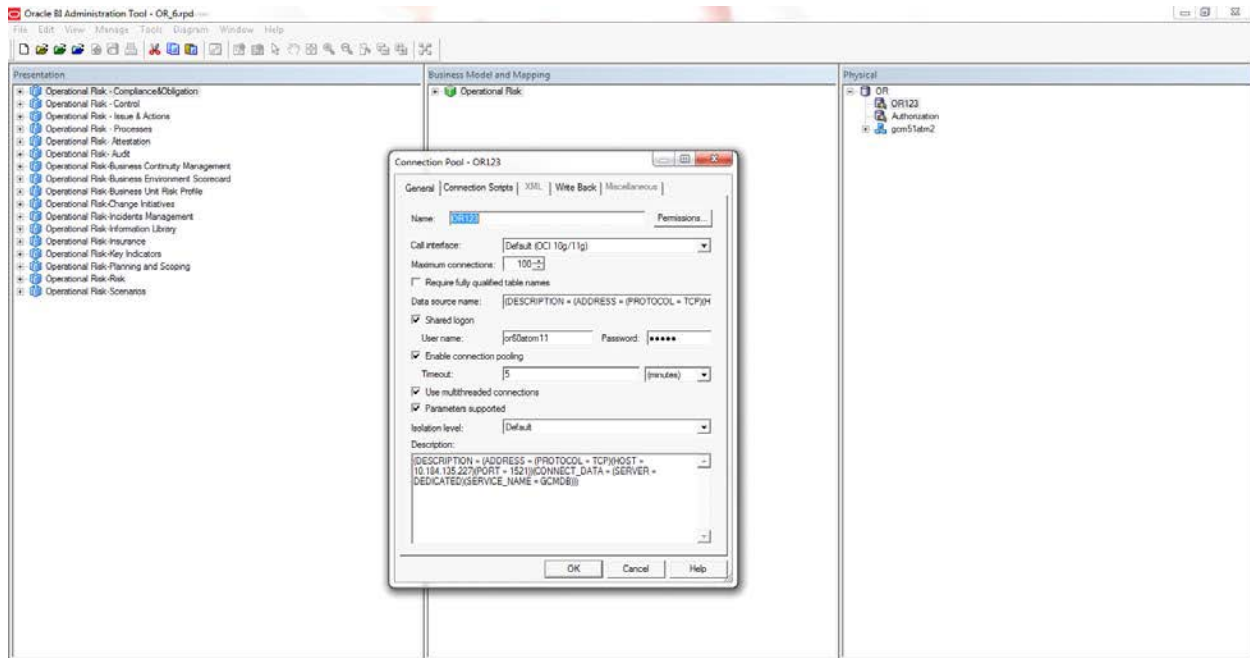 Oracle BI Administration Tool - OR_6.rpd
File Edit View Manage Tools Diagram Window Help
Presentation
Operational Risk - Compliance&Obligation
Operational Risk - Control
Operational Risk - Issue & Actions
Operational Risk - Processes
Operational Risk- Attestation
Operational Risk- Audit
Operational Risk-Business Continuity Management
Operational Risk-Business Environment Scorecard
Operational Risk-Business Unit Risk Profile
Operational Risk-Change Initiatives
Operational Risk-Incidents Management
Operational Risk-Information Library
Operational Risk-Insurance
Operational Risk-Key Indicators
Operational Risk-Planning and Scoping
Operational Risk-Risk
Operational Risk-Scenarios
Business Model and Mapping
Operational Risk
Physical
OR
OR123
Authorization
gcm51atm2
Connection Pool - OR123
General Connection Scripts XML Write Back Miscellaneous
Name: OR123 Permissions...
Call interface: Default (OCI 10g/11g)
Maximum connections: 100
Require fully qualified table names
Data source name: (DESCRIPTION = (ADDRESS = (PROTOCOL = TCP)(H
Shared logon
User name: or60atom11 Password: •••••
Enable connection pooling
Timeout: 5 (minutes)
Use multithreaded connections
Parameters supported
Isolation level: Default
Description:
(DESCRIPTION = (ADDRESS = (PROTOCOL = TCP)(HOST =
10.184.135.227)(PORT = 1521))(CONNECT_DATA = (SERVER =
DEDICATED)(SERVICE_NAME = GCMDB)))
OK Cancel Help